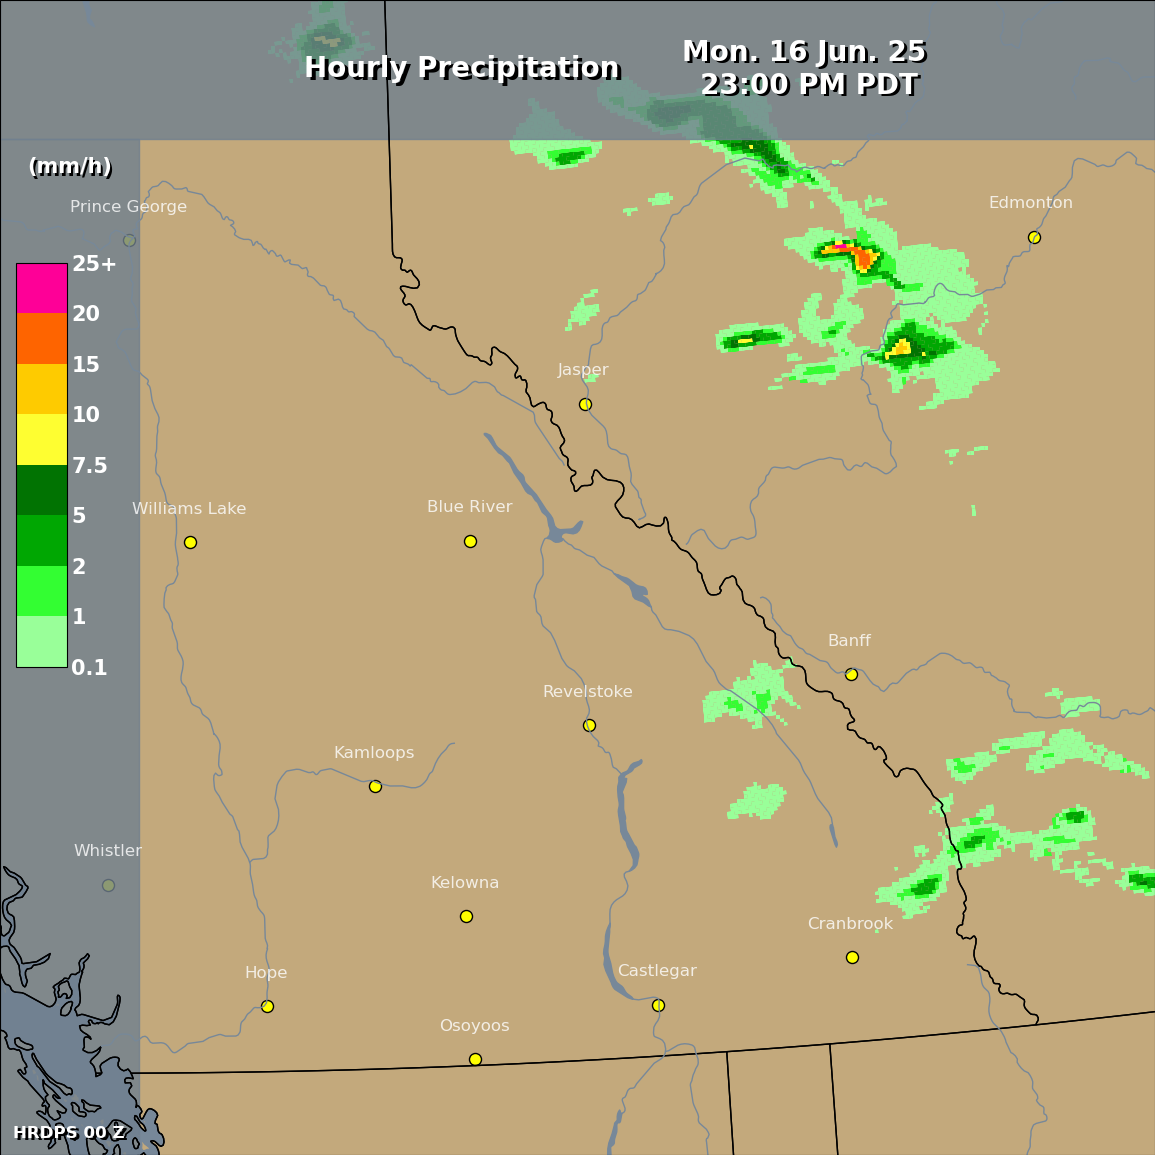 Hourly Precipitation
Mon. 16 Jun. 25
23:00 PM PDT
(mm/h)
Prince George
Edmonton
25+
20
15
10
7.5
5
2
1
0.1
Jasper
Williams Lake
Blue River
Banff
Revelstoke
Kamloops
Whistler
Kelowna
Cranbrook
Hope
Castlegar
Osoyoos
HRDPS 00 Z